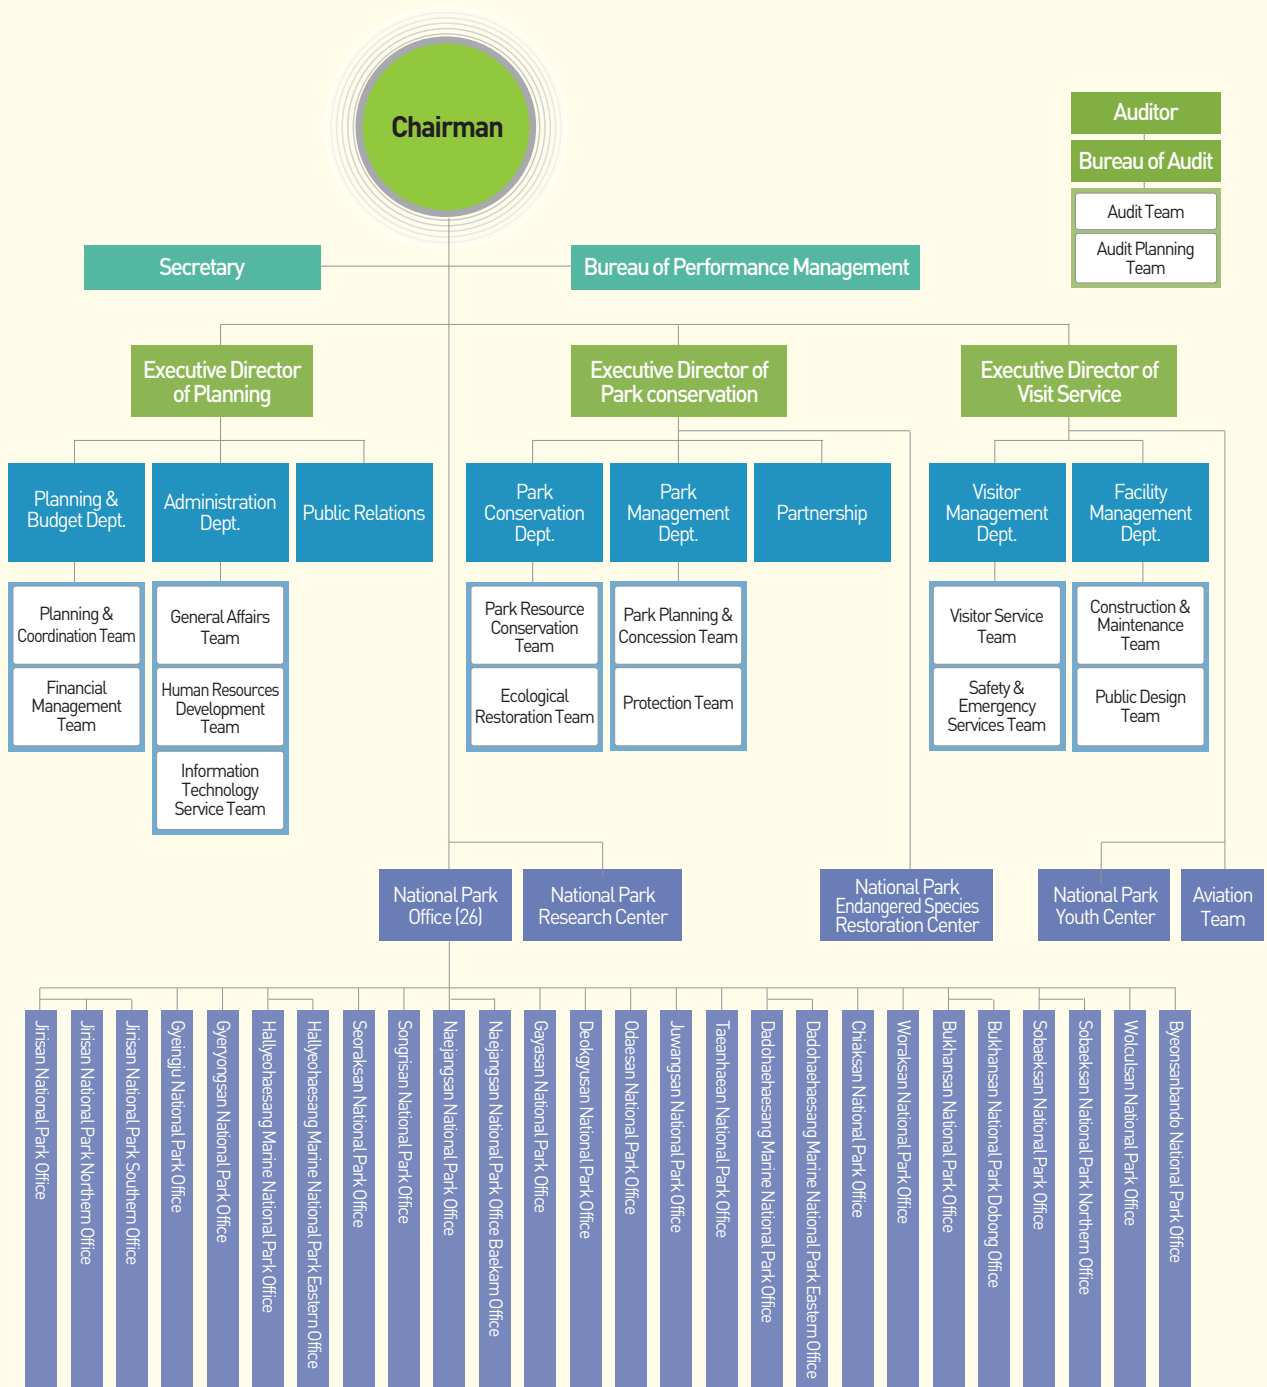 Chairman
Auditor
Bureau of Audit
Audit Team
Audit Planning
Team
Secretary
Bureau of Performance Management
Executive Director
of Planning
Executive Director of
Park conservation
Executive Director of
Visit Service
Planning &
Budget Dept.
Administration
Dept.
Public Relations
Park
Conservation
Dept.
Park
Management
Dept.
Partnership
Visitor
Management
Dept.
Facility
Management
Dept.
Planning &
Coordination Team
Financial
Management
Team
General Affairs
Team
Human Resources
Development
Team
Information
Technology
Service Team
Park Resource
Conservation
Team
Ecological
Restoration Team
Park Planning &
Concession Team
Protection Team
Visitor Service
Team
Safety &
Emergency
Services Team
Construction &
Maintenance
Team
Public Design
Team
National Park
Office (26)
National Park
Research Center
National Park
Endangered Species
Restoration Center
National Park
Youth Center
Aviation
Team
Jirisan National Park Office
Jirisan National Park Northern Office
Jirisan National Park Southern Office
Gyeingju National Park Office
Gyeryongsan National Park Office
Hallyeohaesang Marine National Park Office
Hallyeohaesang Marine National Park Eastern Office
Seoraksan National Park Office
Songrisan National Park Office
Naejangsan National Park Office
Naejangsan National Park Office Baekam Office
Gayasan National Park Office
Deokgyusan National Park Office
Odaesan National Park Office
Juwangsan National Park Office
Taeanhaean National Park Office
Dadohaehaesang Marine National Park Office
Dadohaehaesang Marine National Park Eastern Office
Chiaksan National Park Office
Woraksan National Park Office
Bukhansan National Park Office
Bukhansan National Park Dobong Office
Sobaeksan National Park Office
Sobaeksan National Park Northern Office
Wolculsan National Park Office
Byeonsanbando National Park Office